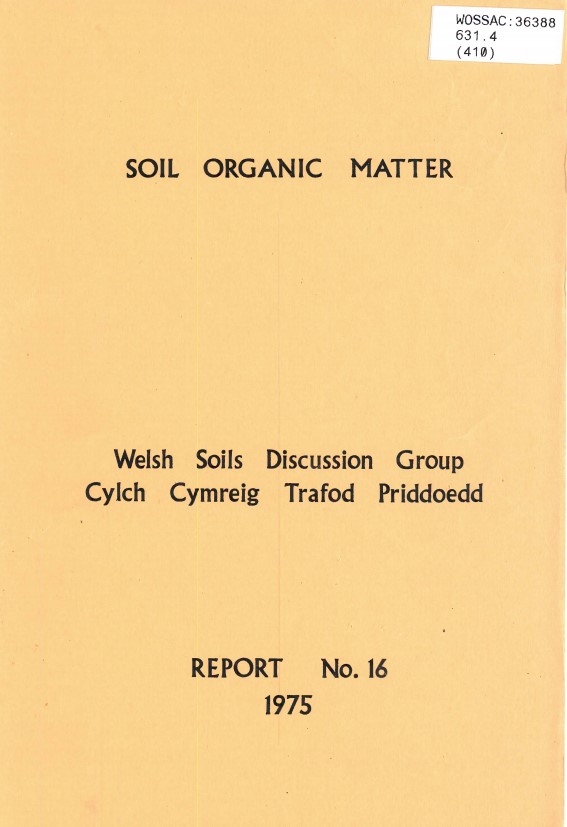 WOSSAC:36388
631.4
(410)
SOIL ORGANIC MATTER
Welsh Soils Discussion Group
Cylch Cymreig Trafod Priddoedd
REPORT No. 16
1975